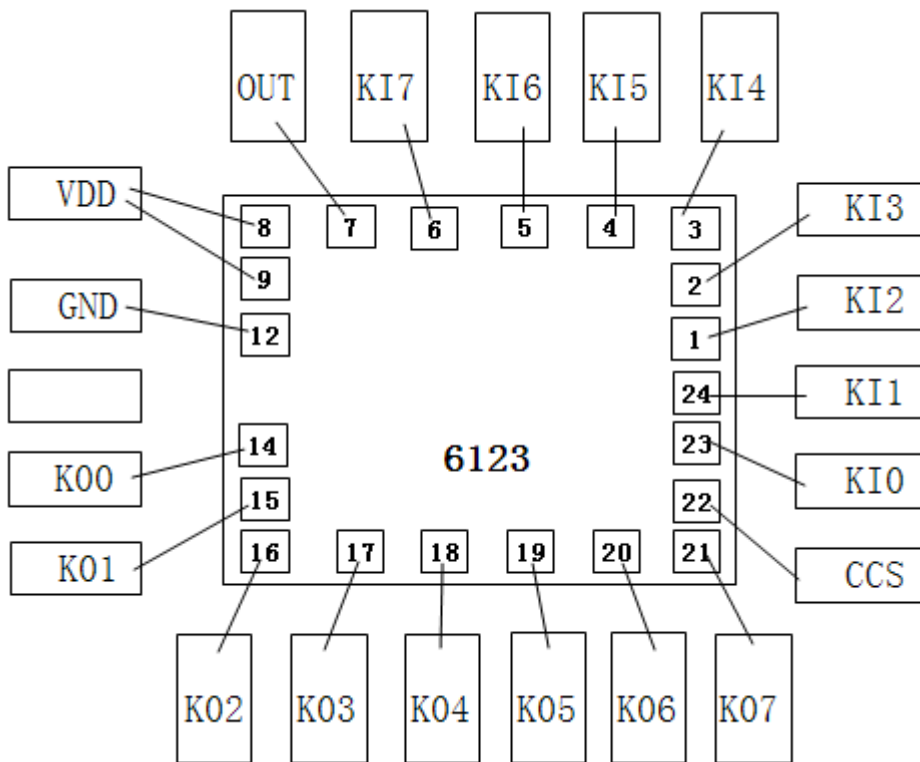 OUT KI7 KI6 KI5 KI4
VDD 8 7 6 5 4 3 KI3
9 2
GND 12 1 KI2
24 KI1
K00 14 6123 23 KI0
K01 15 22
16 17 18 19 20 21 CCS
K02 K03 K04 K05 K06 K07